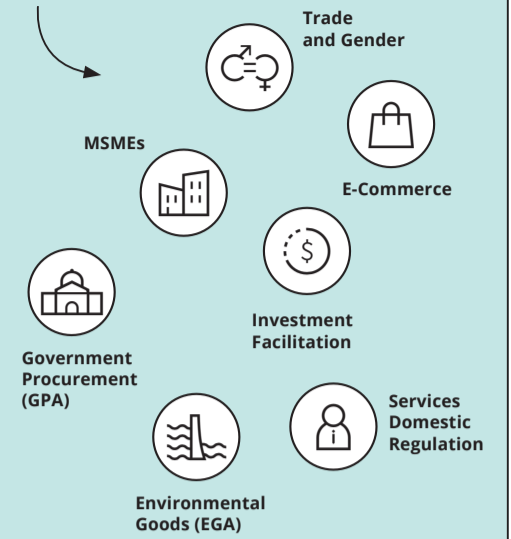 Trade
and Gender
MSMEs
E-Commerce
$
Investment
Facilitation
Government
Procurement
(GPA)
Services
Domestic
Regulation
i
Environmental
Goods (EGA)